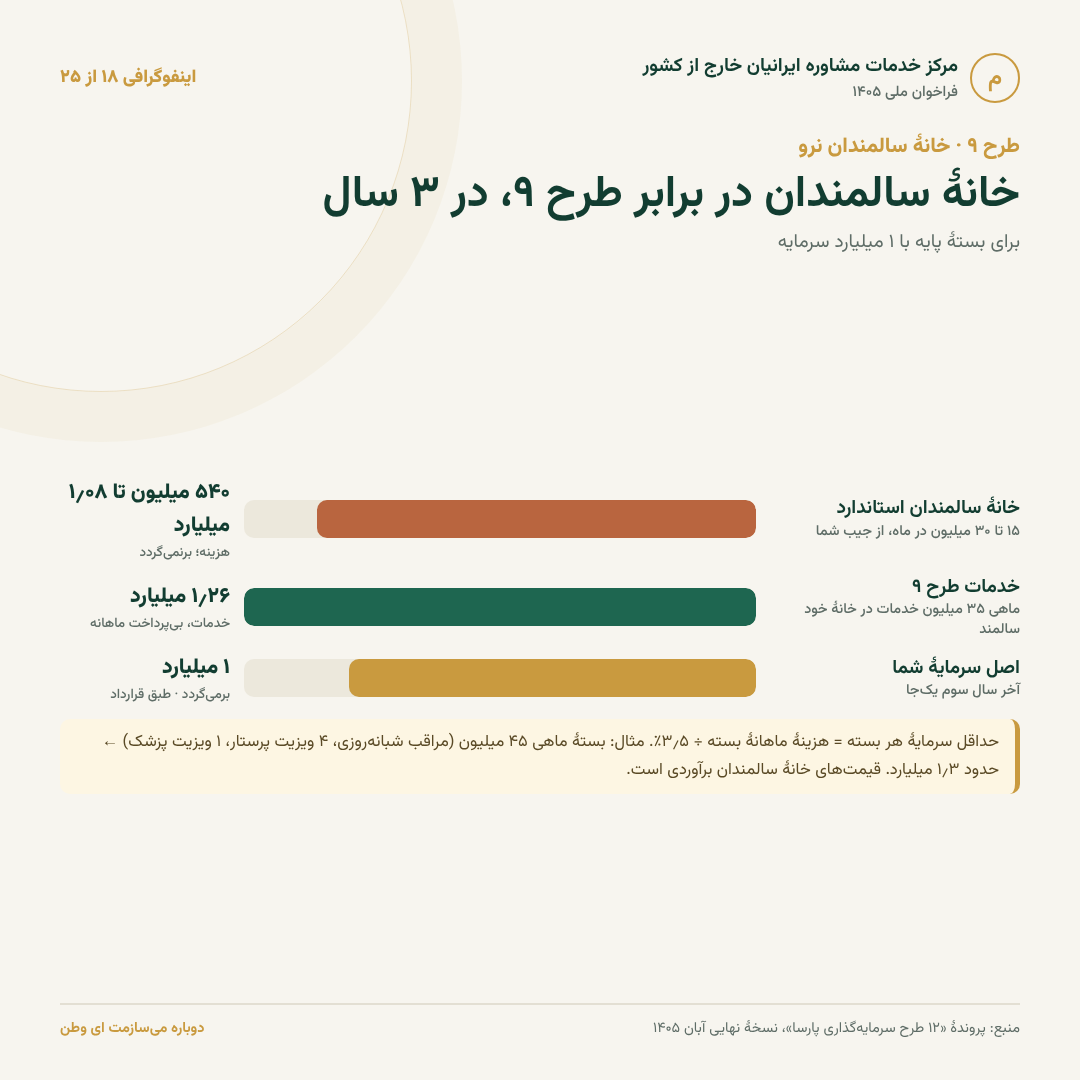 م
مرکز خدمات مشاوره ایرانیان خارج از کشور
فراخوان ملی ۱۴۰۵
اینفوگرافی ۱۸ از ۲۵
طرح ۹ · خانهٔ سالمندان نرو
خانهٔ سالمندان در برابر طرح ۹، در ۳ سال
برای بستهٔ پایه با ۱ میلیارد سرمایه
خانهٔ سالمندان استاندارد
۱۵ تا ۳۰ میلیون در ماه، از جیب شما
۵۴۰ میلیون تا ۱٫۰۸
میلیارد
هزینه؛ برنمی‌گردد
خدمات طرح ۹
ماهی ۳۵ میلیون خدمات در خانهٔ خود
سالمند
۱٫۲۶ میلیارد
خدمات، بی‌پرداخت ماهانه
اصل سرمایهٔ شما
آخر سال سوم یک‌جا
۱ میلیارد
برمی‌گردد · طبق قرارداد
حداقل سرمایهٔ هر بسته = هزینهٔ ماهانهٔ بسته ÷ ۳٫۵٪. مثال: بستهٔ ماهی ۴۵ میلیون (مراقب شبانه‌روزی، ۴ ویزیت پرستار، ۱ ویزیت پزشک) ←
حدود ۱٫۳ میلیارد. قیمت‌های خانهٔ سالمندان برآوردی است.
منبع: پروندهٔ «۱۲ طرح سرمایه‌گذاری پارسا»، نسخهٔ نهایی آبان ۱۴۰۵
دوباره می‌سازمت ای وطن